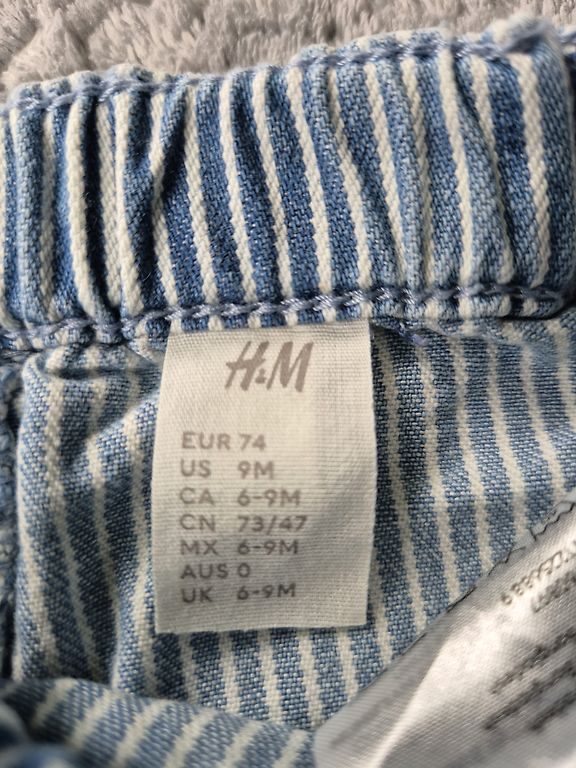 H&M
EUR 74
US 9M
CA 6-9M
CN 73/47
MX 6-9M
AUS 0
UK 6-9M